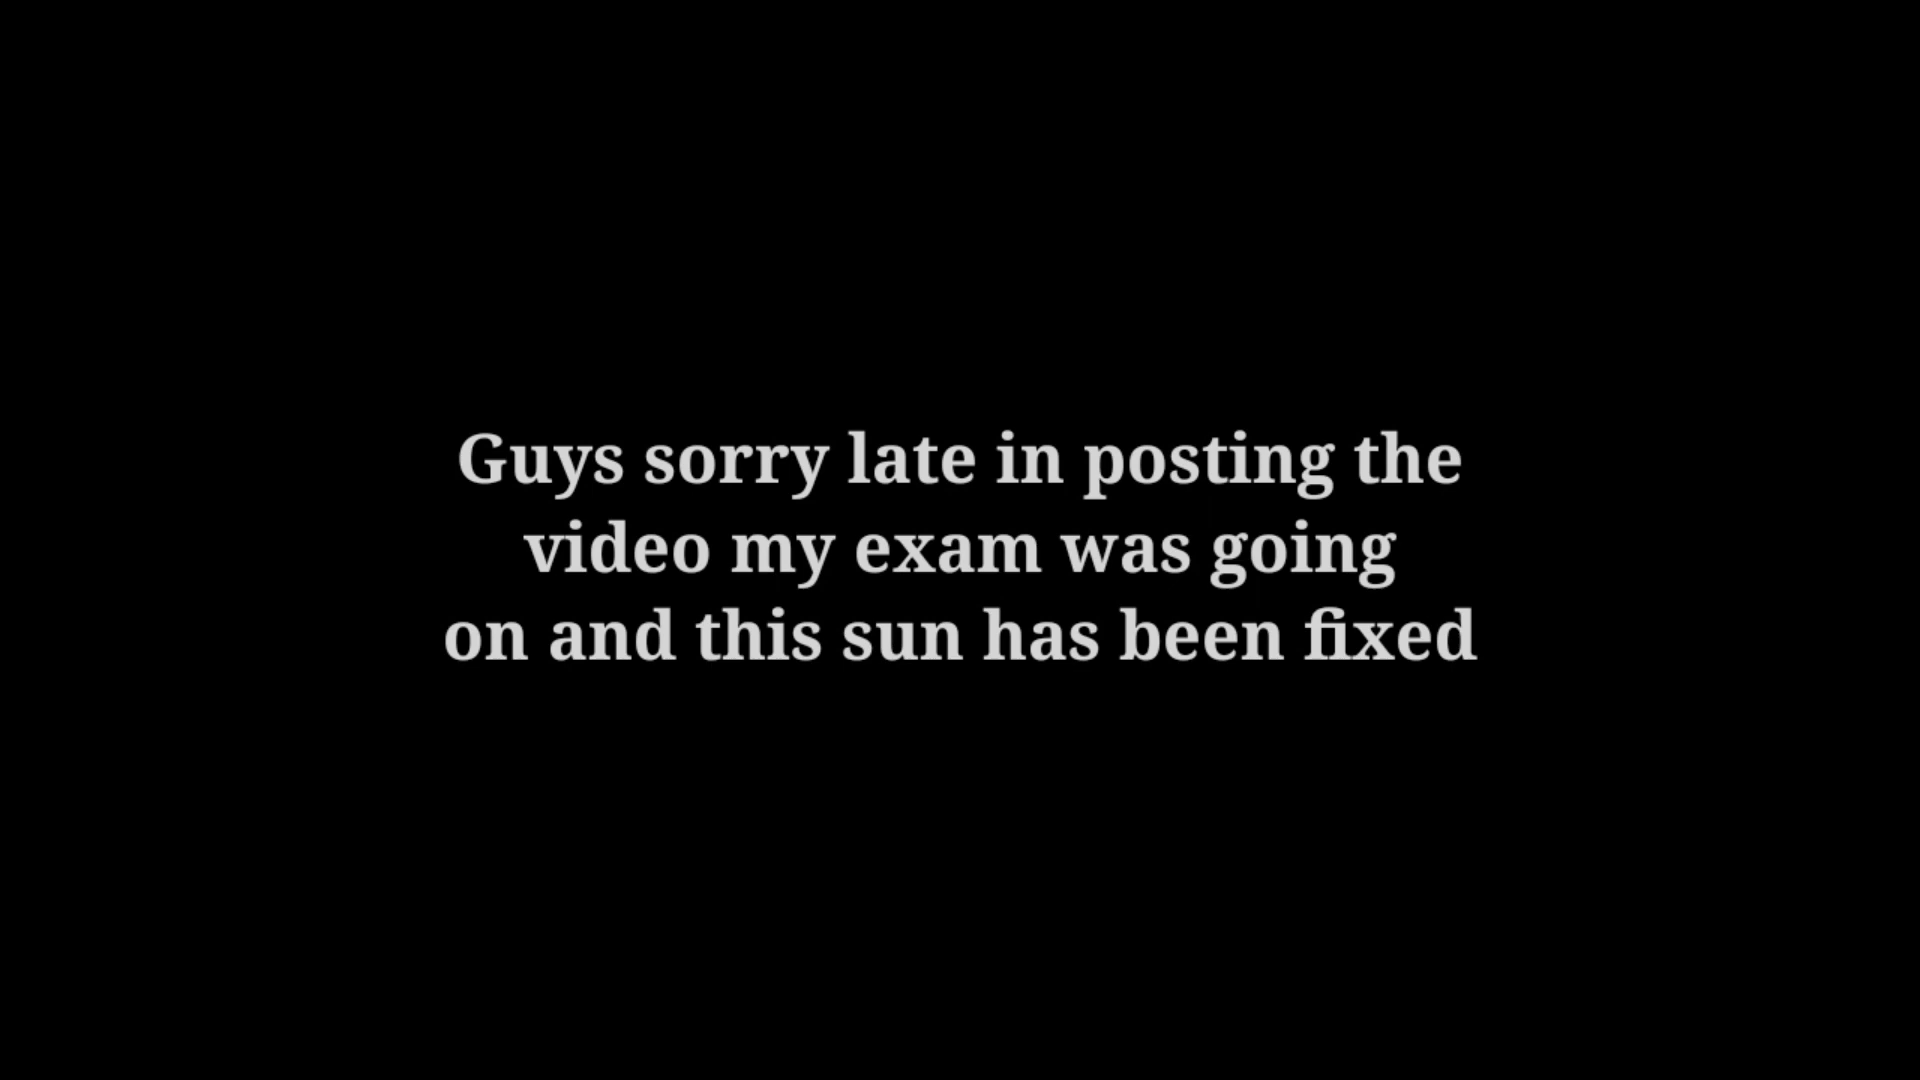 Guys sorry late in posting the
video my exam was going
on and this sun has been fixed